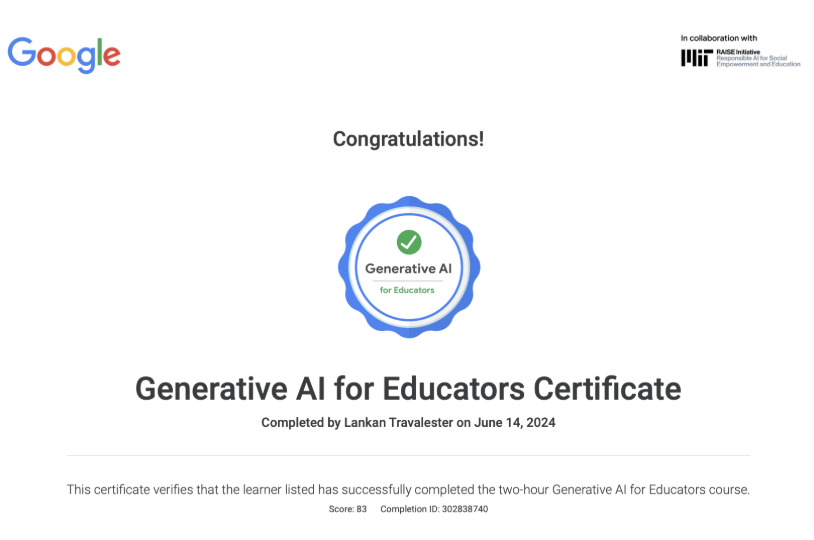 Google
In collaboration with
MIT
RAISE Initiative
Responsible AI for Social
Empowerment and Education
Congratulations!
Generative AI
for Educators
Generative AI for Educators Certificate
Completed by Lankan Travalester on June 14, 2024
This certificate verifies that the learner listed has successfully completed the two-hour Generative AI for Educators course.
Score: 83 Completion ID: 302838740